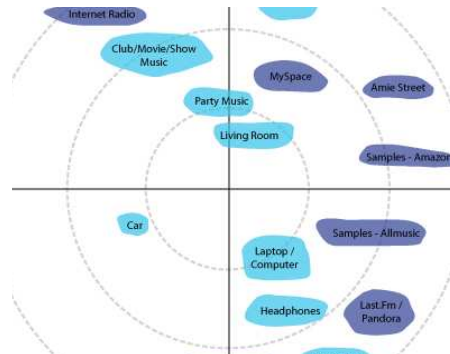 Internet Radio
Club/Movie/Show
Music
MySpace
Amie Street
Party Music
Living Room
Samples - Amazon
Car
Samples - Allmusic
Laptop /
Computer
Headphones
Last.Fm /
Pandora